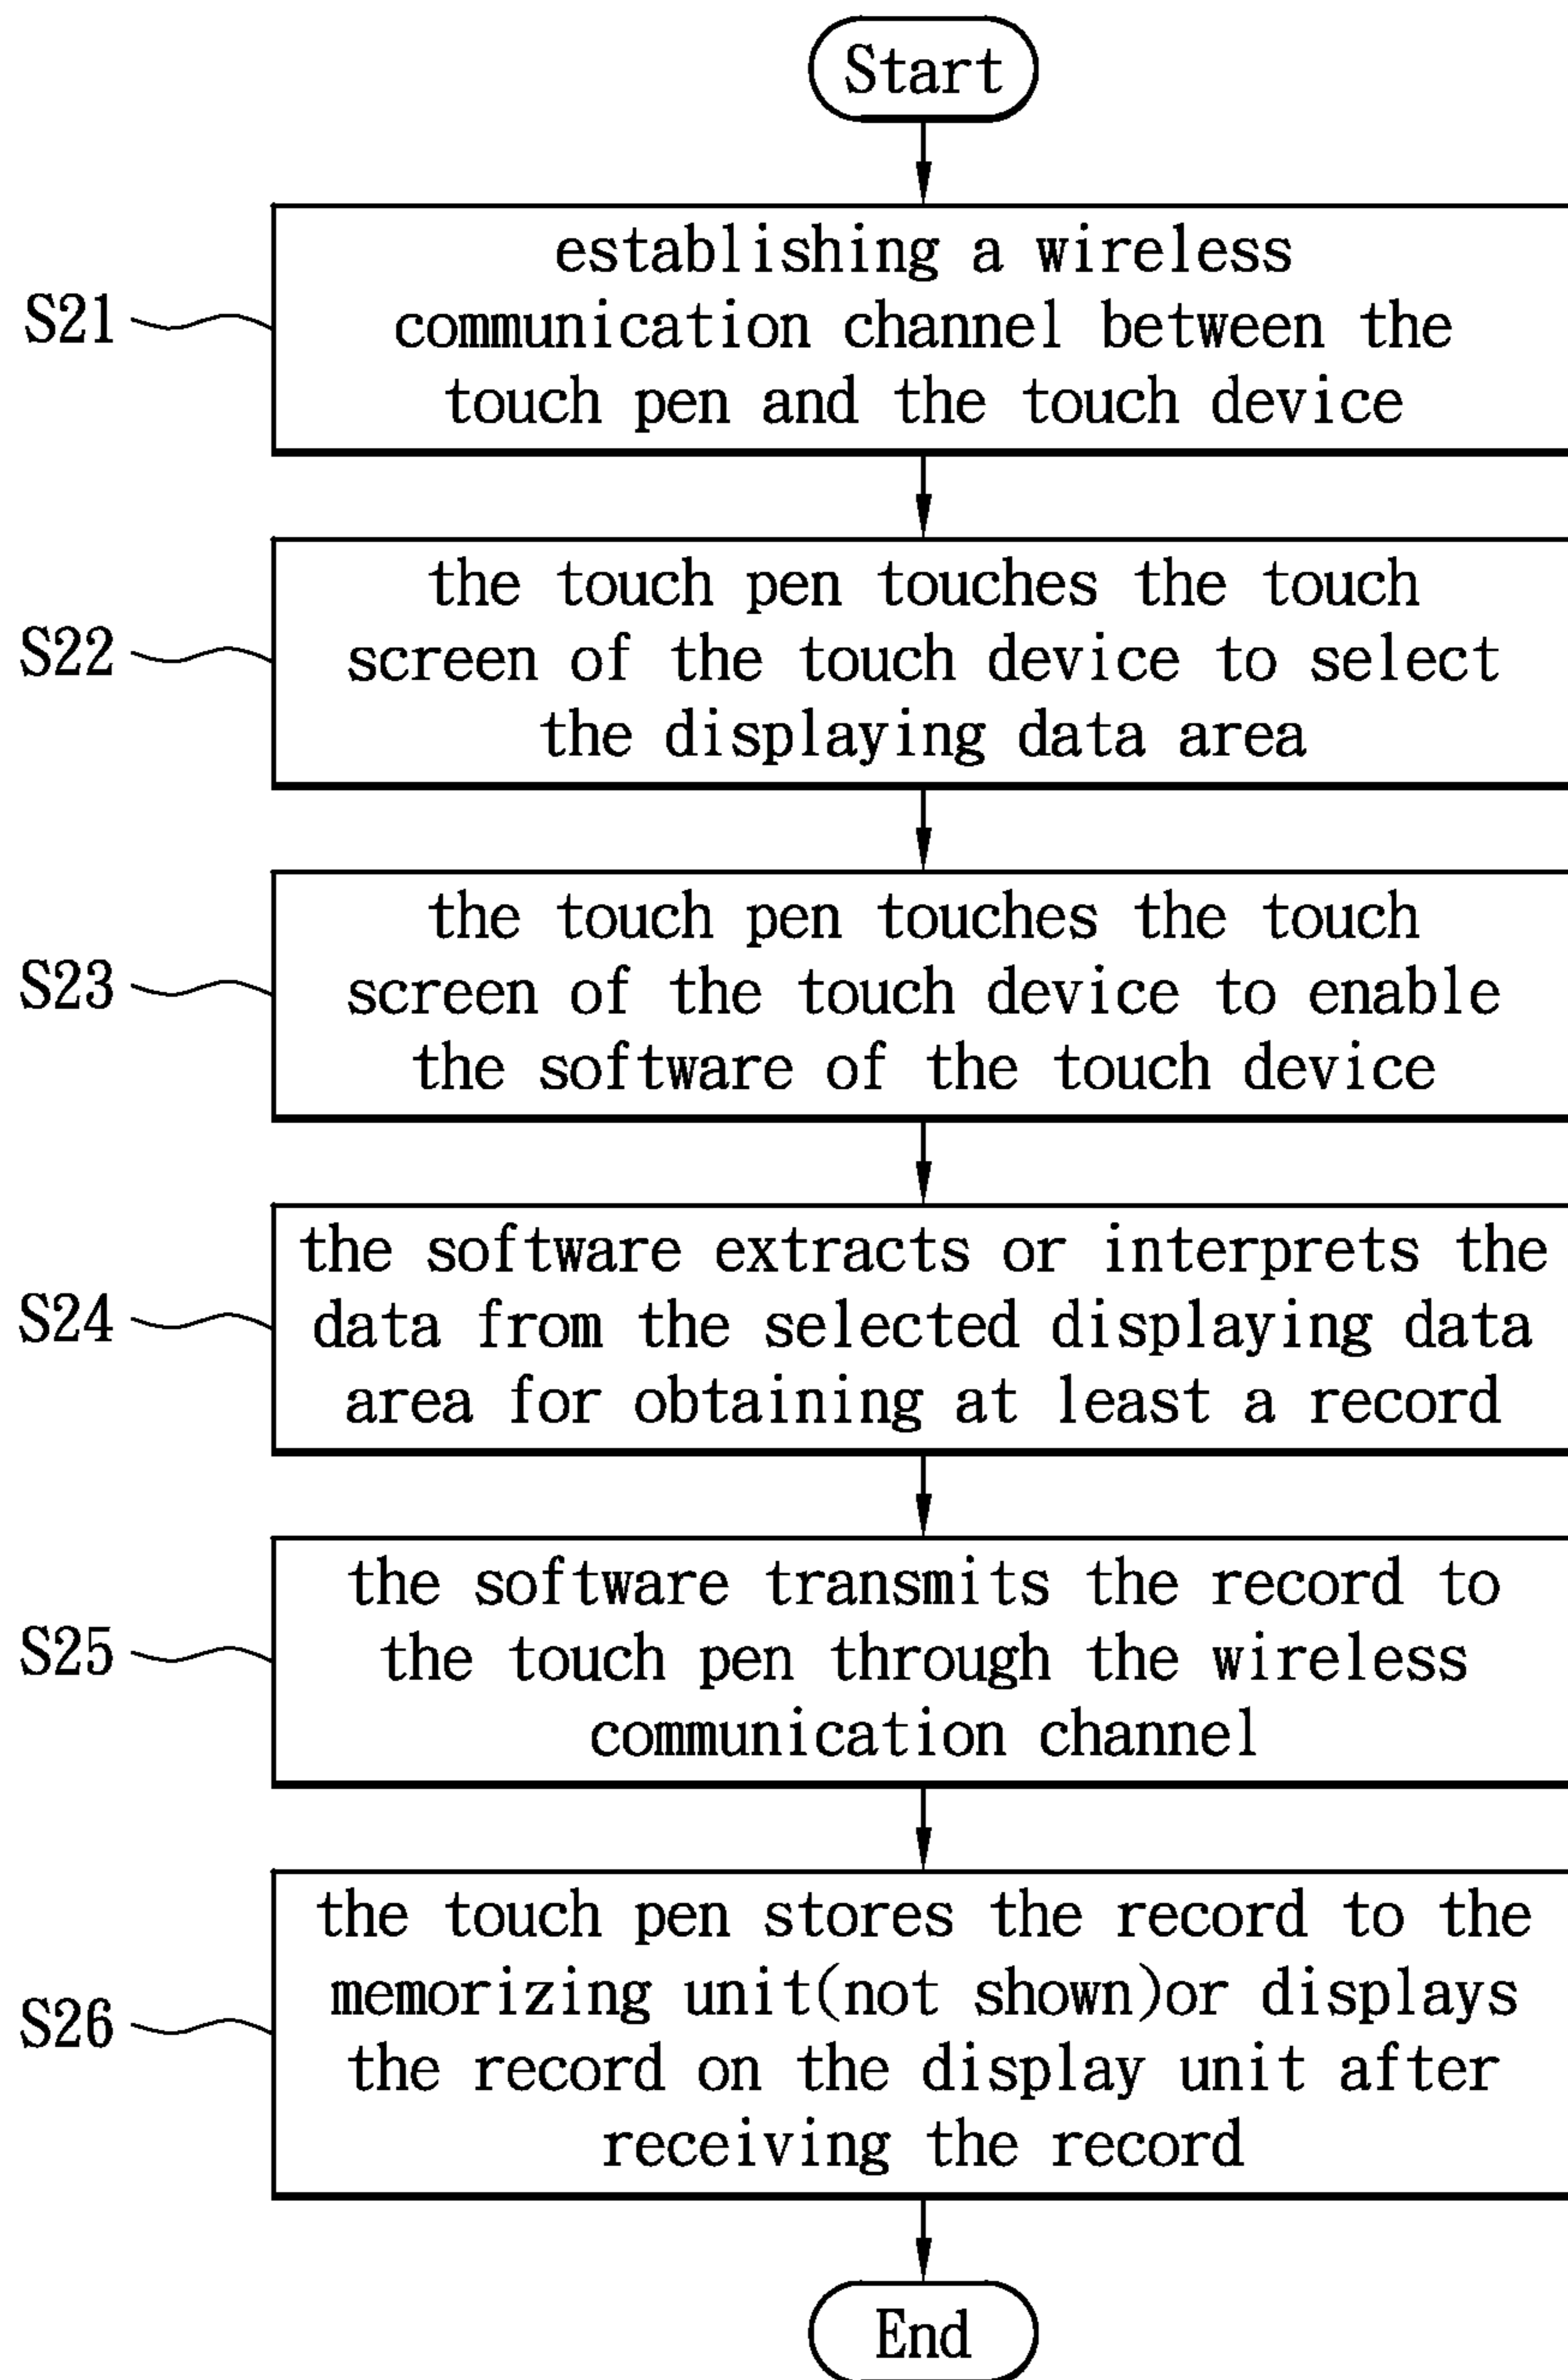 Start
establishing a wireless
communication channel between the
touch pen and the touch device
S21
the touch pen touches the touch
screen of the touch device to select
the displaying data area
S22
the touch pen touches the touch
screen of the touch device to enable
the software of the touch device
S23
the software extracts or interprets the
data from the selected displaying data
area for obtaining at least a record
S24
the software transmits the record to
the touch pen through the wireless
communication channel
S25
the touch pen stores the record to the
memorizing unit(not shown)or displays
the record on the display unit after
receiving the record
S26
End